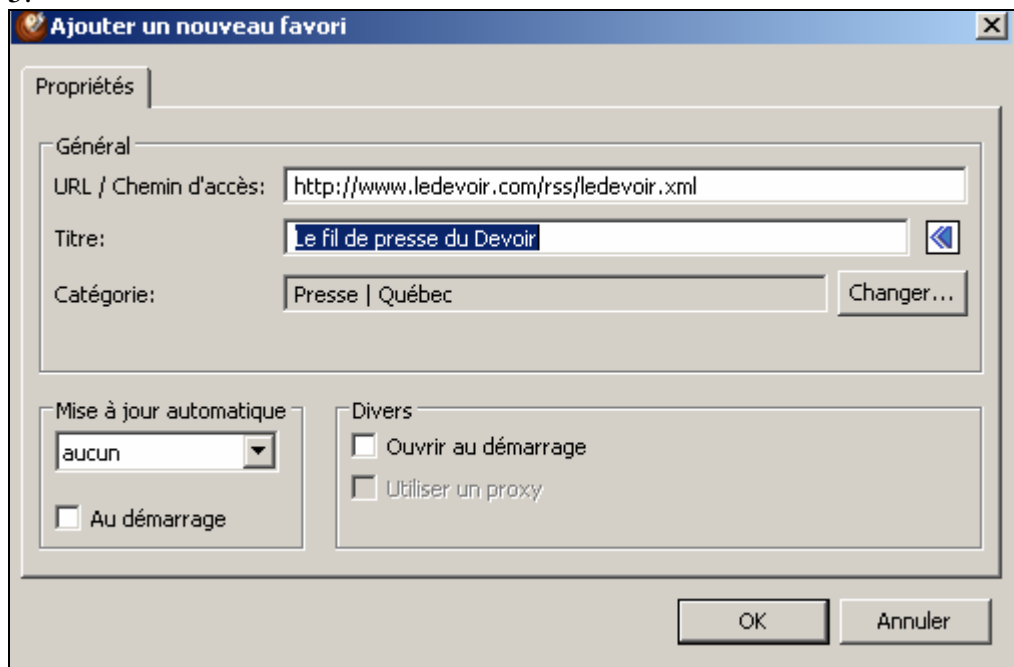 Ajouter un nouveau favori
Propriétés
Général
URL / Chemin d'accès: http://www.ledevoir.com/rss/ledevoir.xml
Titre: Le fil de presse du Devoir
Catégorie: Presse | Québec Changer...
Mise à jour automatique Divers
aucun Ouvrir au démarrage
Utiliser un proxy
Au démarrage
OK Annuler